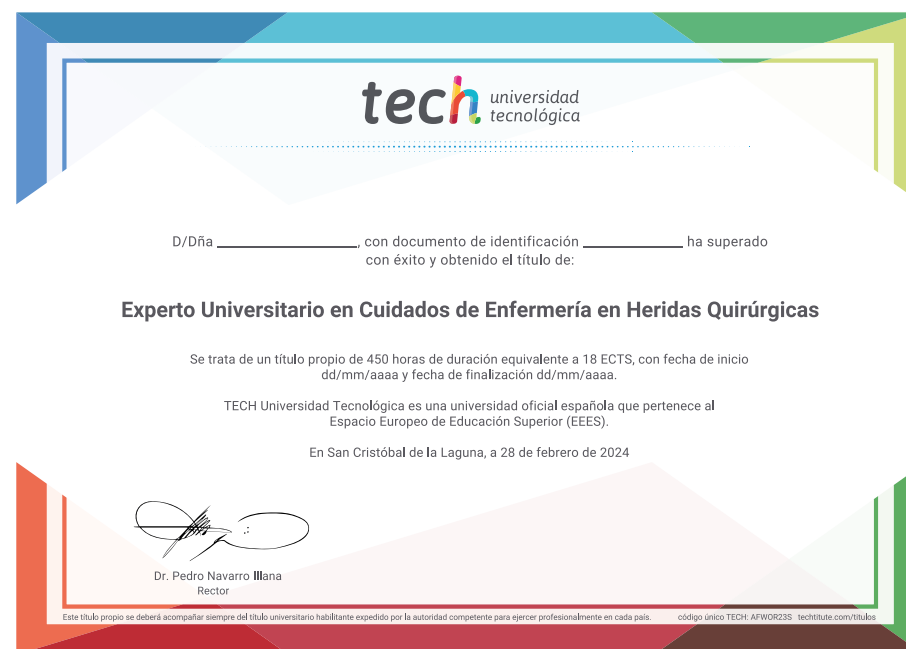 tech universidad
tecnológica
D/Dña ____________, con documento de identificación ____________ ha superado
con éxito y obtenido el título de:
Experto Universitario en Cuidados de Enfermería en Heridas Quirúrgicas
Se trata de un título propio de 450 horas de duración equivalente a 18 ECTS, con fecha de inicio
dd/mm/aaaa y fecha de finalización dd/mm/aaaa.
TECH Universidad Tecnológica es una universidad oficial española que pertenece al
Espacio Europeo de Educación Superior (EEES).
En San Cristóbal de la Laguna, a 28 de febrero de 2024
Dr. Pedro Navarro Illana
Rector
Este título propio se deberá acompañar siempre del título universitario habilitante expedido por la autoridad competente para ejercer profesionalmente en cada país. código único TECH: AFWOR23S techtitute.com/titulos